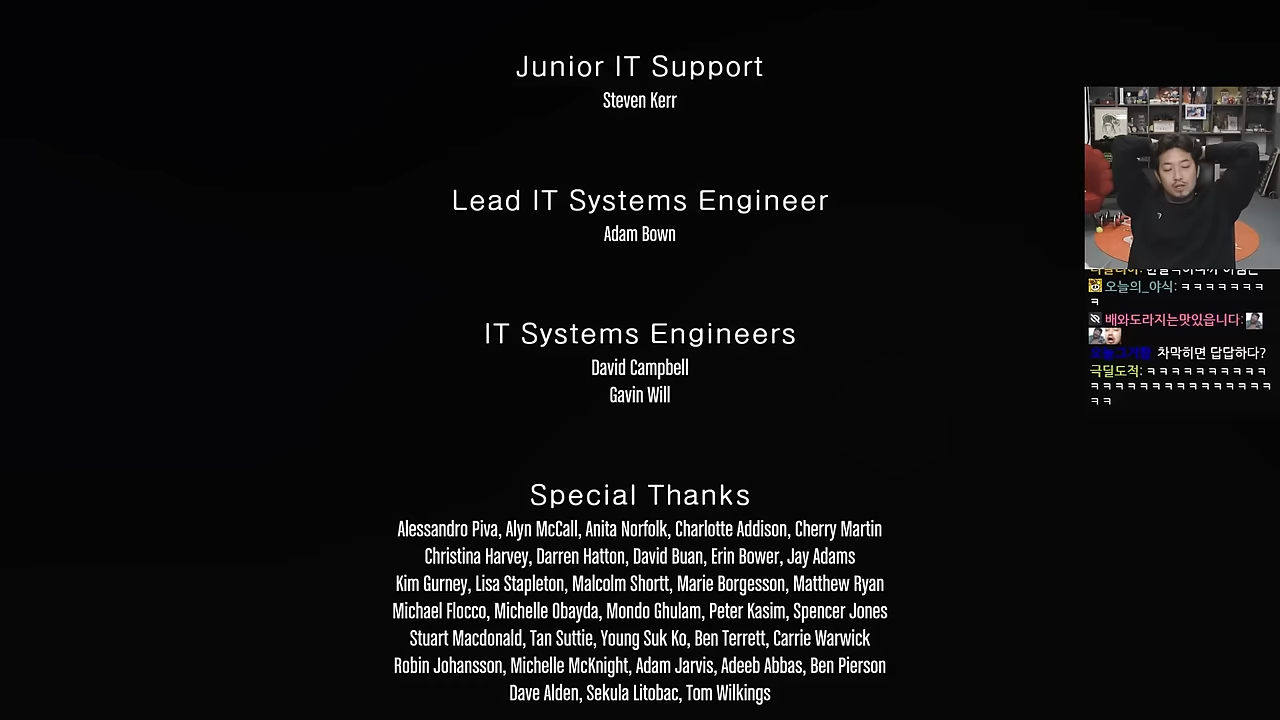 Junior IT Support
Steven Kerr
Lead IT Systems Engineer
Adam Bown
IT Systems Engineers
David Campbell
Gavin Will
Special Thanks
Alessandro Piva, Alyn McCall, Anita Norfolk, Charlotte Addison, Cherry Martin
Christina Harvey, Darren Hatton, David Buan, Erin Bower, Jay Adams
Kim Gurney, Lisa Stapleton, Malcolm Shortt, Marie Borgesson, Matthew Ryan
Michael Flocco, Michelle Obayda, Mondo Ghulam, Peter Kasim, Spencer Jones
Stuart Macdonald, Tan Suttie, Young Suk Ko, Ben Terrett, Carrie Warwick
Robin Johansson, Michelle McKnight, Adam Jarvis, Adeeb Abbas, Ben Pierson
Dave Alden, Sekula Litobac, Tom Wilkings
오늘의_야식: ㅋㅋㅋㅋㅋㅋㅋ
ㅋ
배와도라지는맛있읍니다:
차막히면 답답하다?
극딜도적: ㅋㅋㅋㅋㅋㅋㅋㅋㅋㅋ
ㅋㅋㅋㅋㅋㅋㅋㅋㅋㅋㅋㅋㅋㅋㅋ
ㅋㅋ